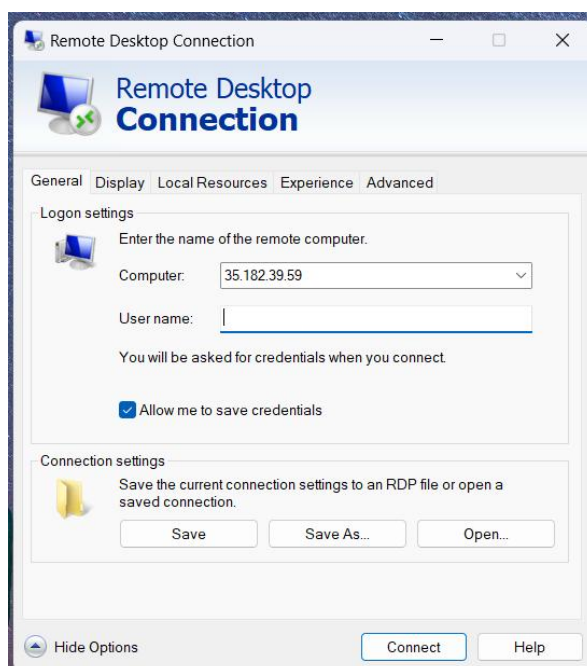 Remote Desktop Connection
Remote Desktop
Connection
General Display Local Resources Experience Advanced
Logon settings
Enter the name of the remote computer.
Computer: 35.182.39.59
User name:
You will be asked for credentials when you connect.
Allow me to save credentials
Connection settings
Save the current connection settings to an RDP file or open a
saved connection.
Save Save As... Open...
Hide Options Connect Help